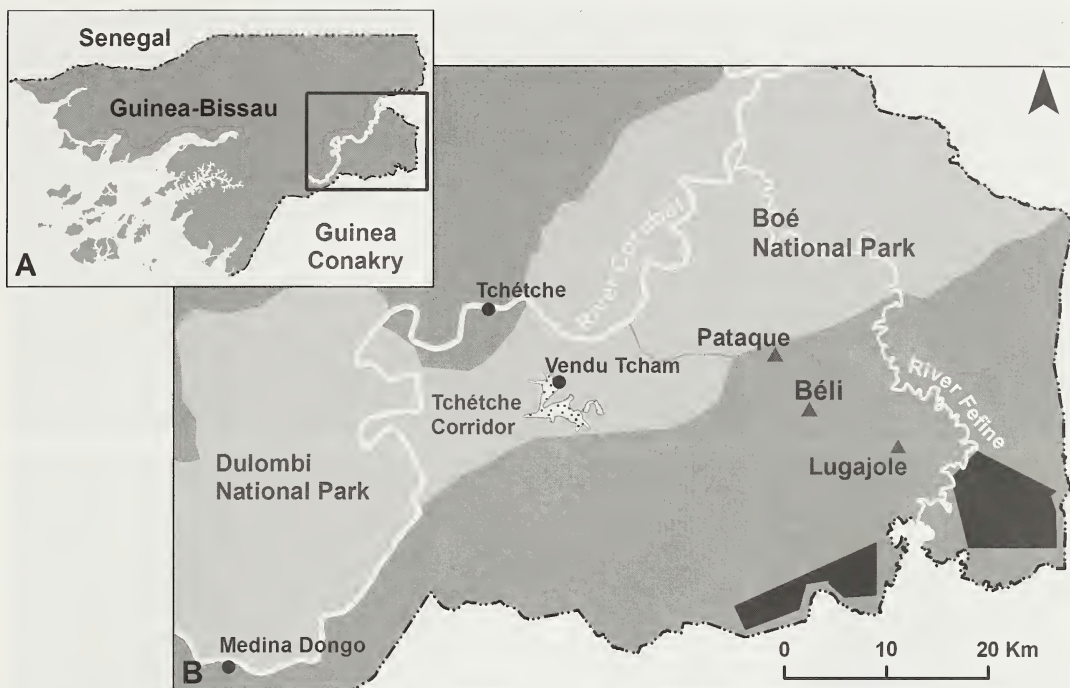 Senegal
Guinea-Bissau
Guinea
Conakry
A
River Corubel
Boé
National Park
Tchétche
Pataque
Vendu Tcham
River Fefine
Béli
Tchétche
Corridor
Lugajole
Dulombi
National Park
Medina Dongo
B
0 10 20 Km